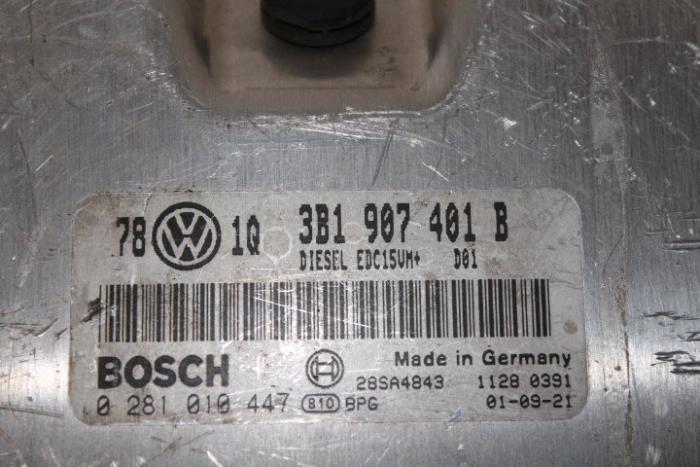 78 VW 1Q 3B1 907 401 B
DIESEL EDC15VM+ D01
BOSCH Made in Germany
28SA4843 1128 0391
0 281 010 447 810 BPG 01-09-21